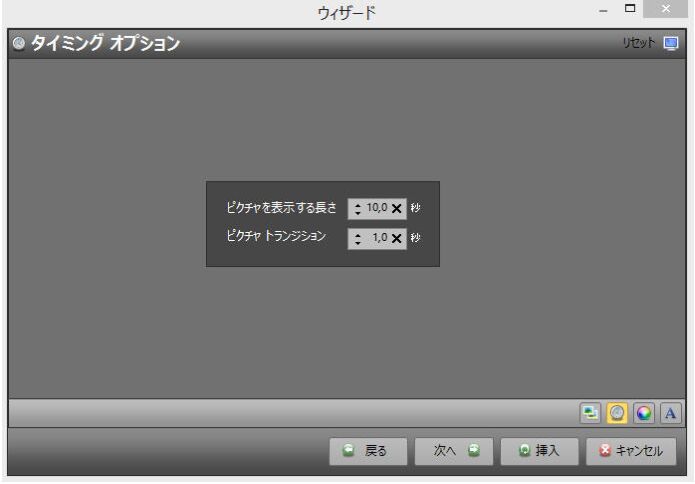 ウィザード
タイミング オプション
リセット
ピクチャを表示する長さ 10,0 秒
ピクチャ トランジション 1,0 秒
A
戻る 次へ 挿入 キャンセル